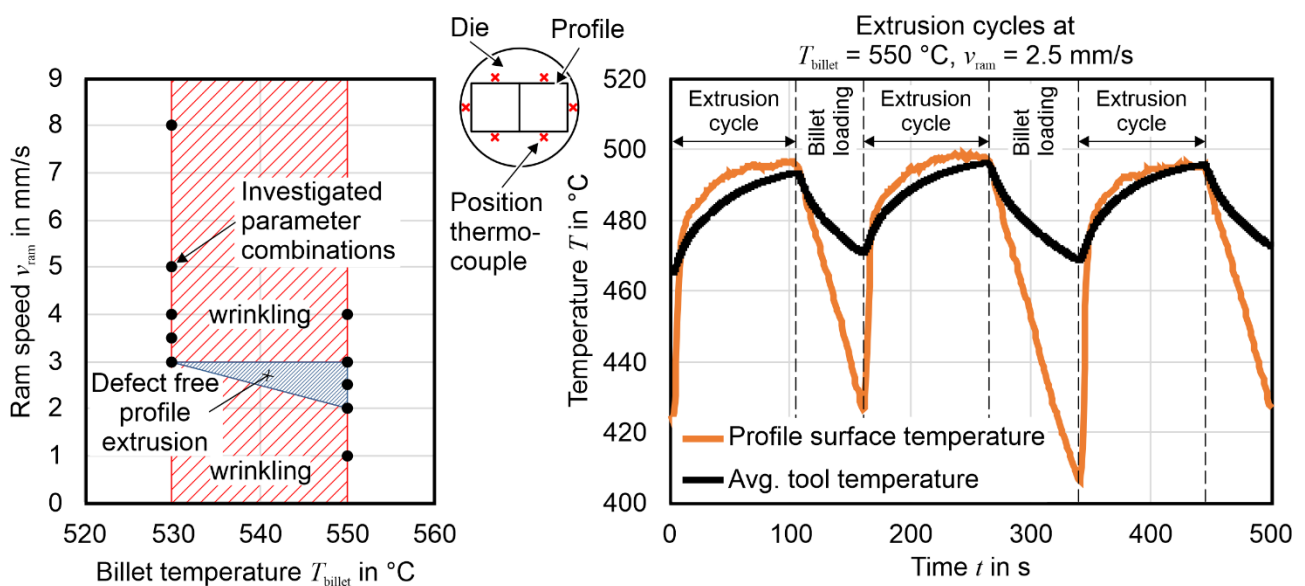 Ram speed v_ram in mm/s
9
8
7
6
5
4
3
2
1
0
520
530
540
550
560
Billet temperature T_billet in °C
Investigated
parameter
combinations
wrinkling
Defect free
profile
extrusion
wrinkling
Die
Profile
Position
thermo-
couple
Extrusion cycles at
T_billet = 550 °C, v_ram = 2.5 mm/s
Temperature T in °C
520
500
480
460
440
420
400
Extrusion
cycle
Billet
loading
Extrusion
cycle
Billet
loading
Extrusion
cycle
Profile surface temperature
Avg. tool temperature
0
100
200
300
400
500
Time t in s